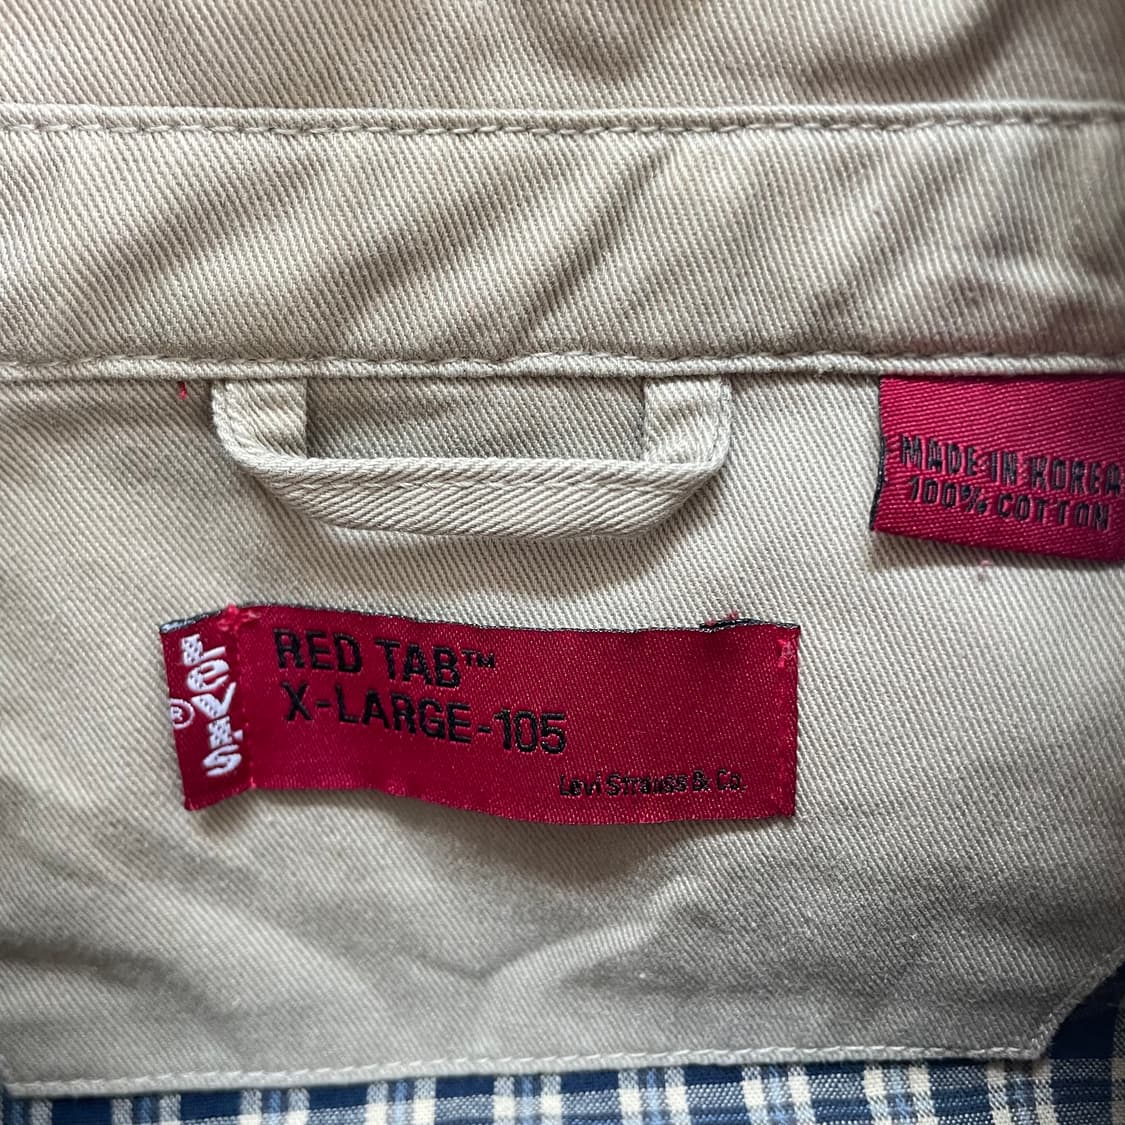 MADE IN KOREA
100% COTTON
LEVI'S®
RED TAB™
X-LARGE-105
Levi Strauss & Co.